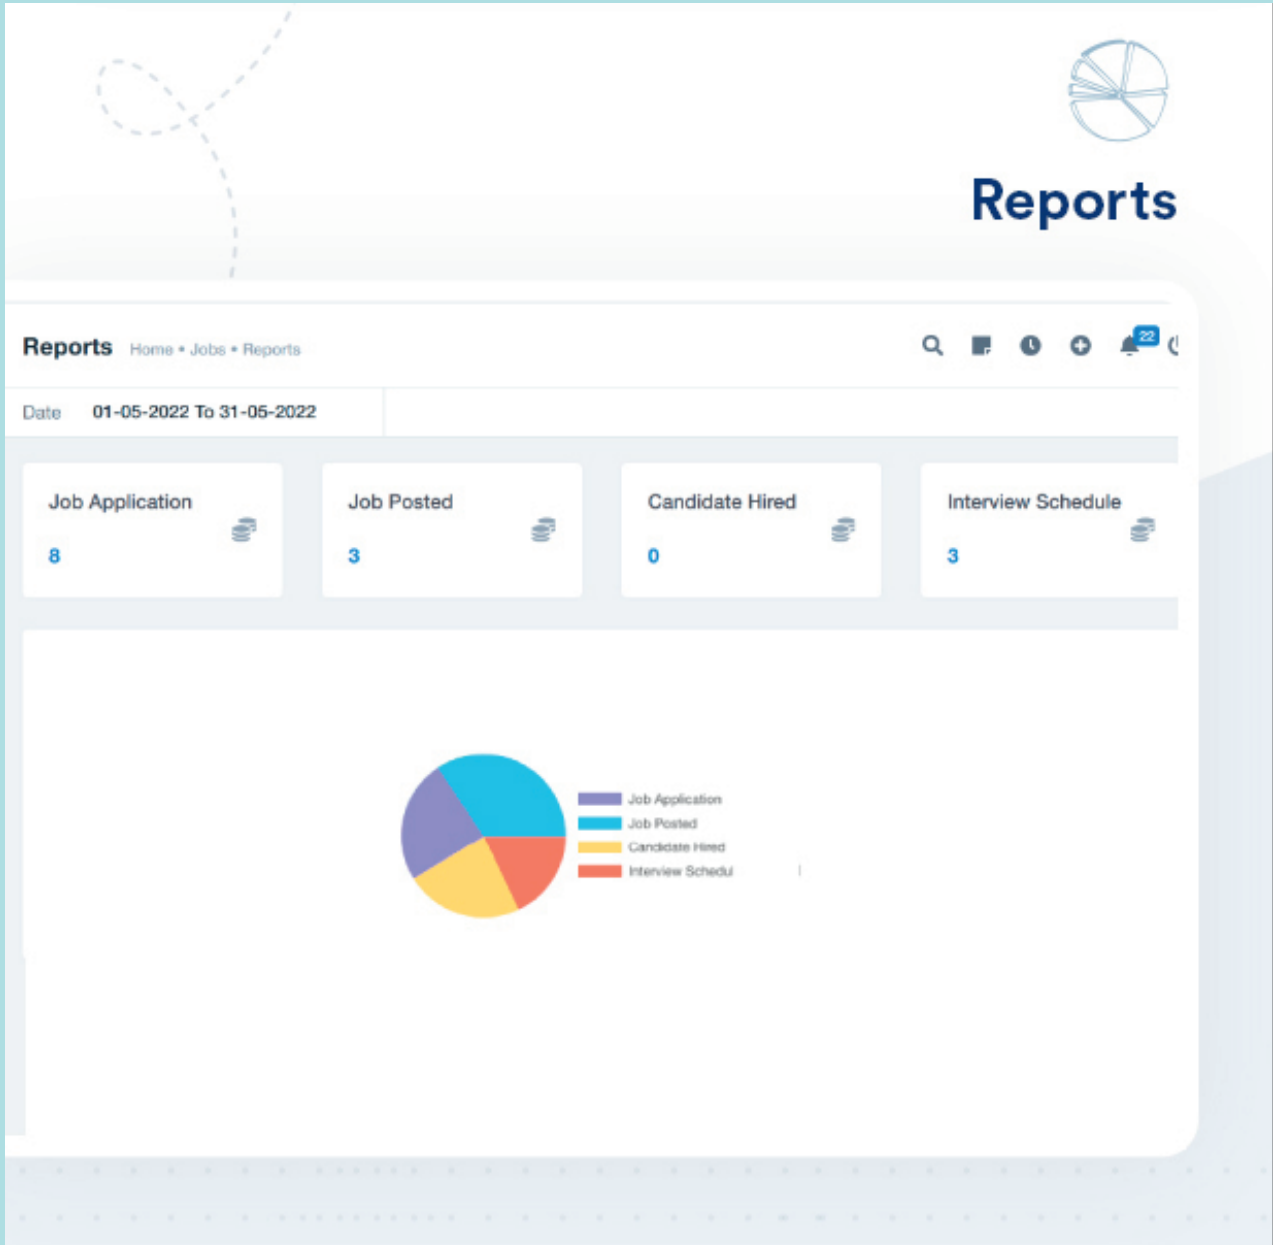 Reports
Reports Home • Jobs • Reports
22
Date 01-05-2022 To 31-05-2022
Job Application
8
Job Posted
3
Candidate Hired
0
Interview Schedule
3
Job Application
Job Posted
Candidate Hired
Interview Schedul